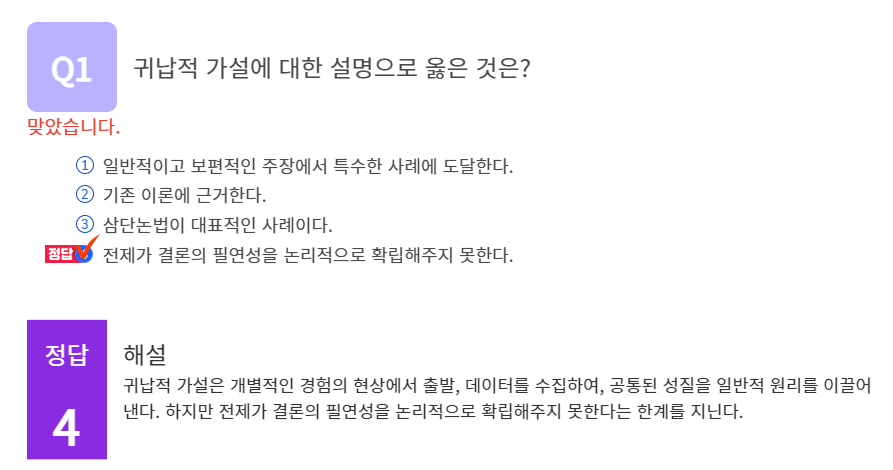 Q1 귀납적 가설에 대한 설명으로 옳은 것은?
맞았습니다.
① 일반적이고 보편적인 주장에서 특수한 사례에 도달한다.
② 기존 이론에 근거한다.
③ 삼단논법이 대표적인 사례이다.
정답 전제가 결론의 필연성을 논리적으로 확립해주지 못한다.
정답
4
해설
귀납적 가설은 개별적인 경험의 현상에서 출발, 데이터를 수집하여, 공통된 성질을 일반적 원리를 이끌어
낸다. 하지만 전제가 결론의 필연성을 논리적으로 확립해주지 못한다는 한계를 지닌다.